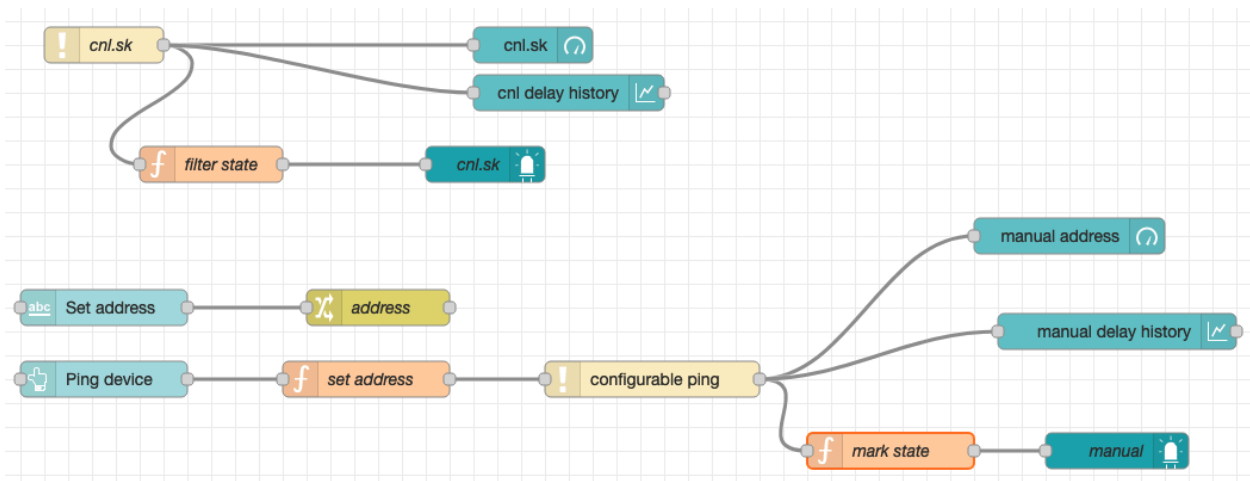 cnl.sk
cnl.sk
cnl delay history
filter state
cnl.sk
manual address
abc
Set address
address
manual delay history
Ping device
set address
configurable ping
mark state
manual